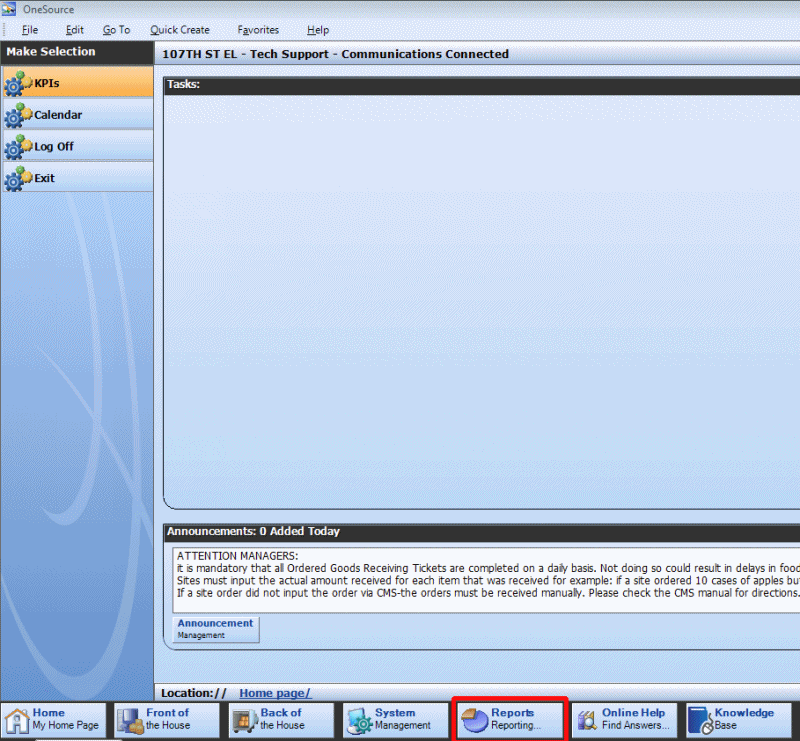 OneSource
File Edit Go To Quick Create Favorites Help
Make Selection
107TH ST EL - Tech Support - Communications Connected
KPIs
Calendar
Log Off
Exit
Tasks:
Announcements: 0 Added Today
ATTENTION MANAGERS:
it is mandatory that all Ordered Goods Receiving Tickets are completed on a daily basis. Not doing so could result in delays in food
Sites must input the actual amount received for each item that was received for example: if a site ordered 10 cases of apples bu
If a site order did not input the order via CMS-the orders must be received manually. Please check the CMS manual for directions.
Announcement
Management
Location:// Home page/
Home
My Home Page
Front of
the House
Back of
the House
System
Management
Reports
Reporting...
Online Help
Find Answers...
Knowledge
Base